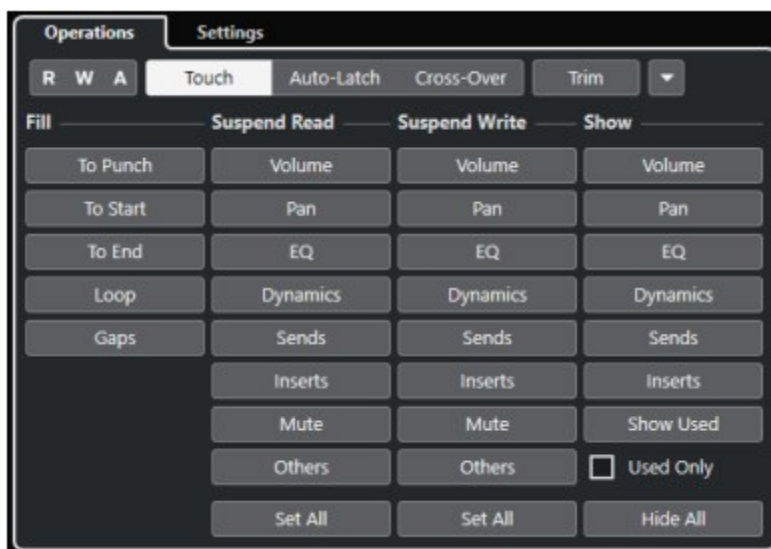 Operations Settings
R W A Touch Auto-Latch Cross-Over Trim
Fill Suspend Read Suspend Write Show
To Punch Volume Volume Volume
To Start Pan Pan Pan
To End EQ EQ EQ
Loop Dynamics Dynamics Dynamics
Gaps Sends Sends Sends
Inserts Inserts Inserts
Mute Mute Show Used
Others Others Used Only
Set All Set All Hide All